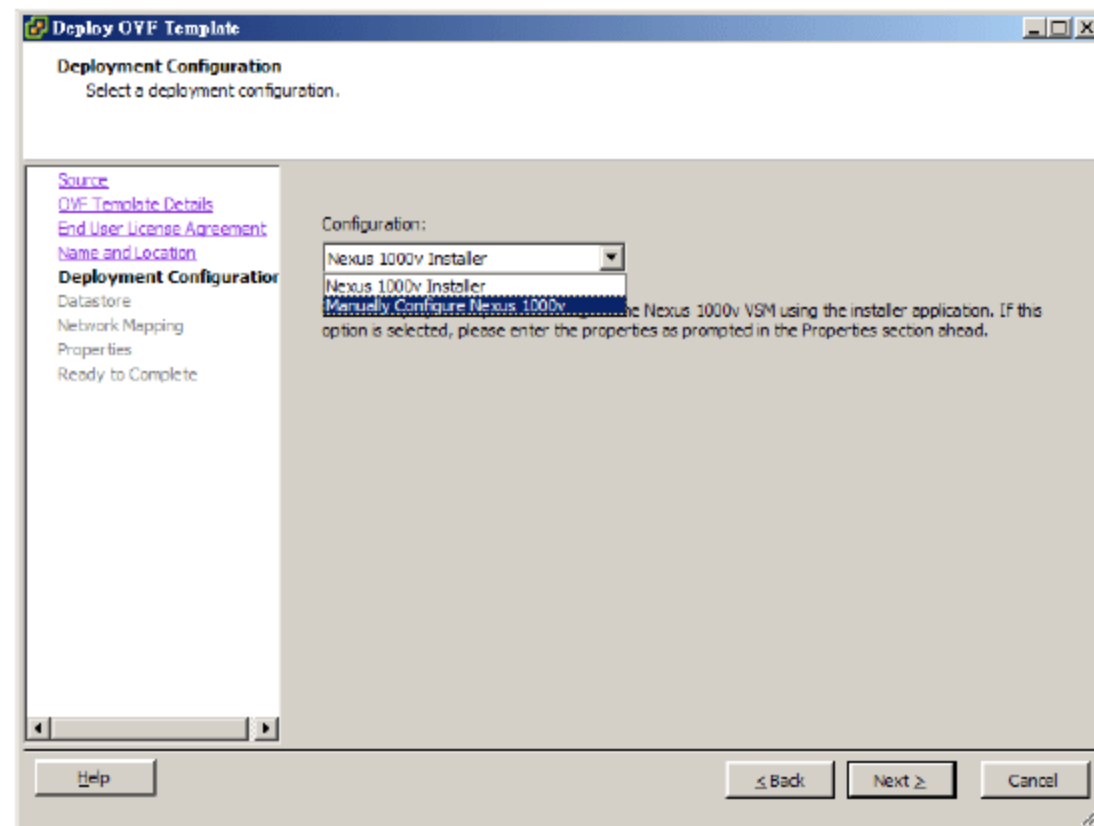 Deploy OVF Template
Deployment Configuration
Select a deployment configuration.
Source
OVF Template Details
End User License Agreement
Name and Location
Deployment Configuration
Datastore
Network Mapping
Properties
Ready to Complete
Configuration:
Nexus 1000v Installer
Nexus 1000v Installer
Manually Configure Nexus 1000v
Nexus 1000v VSM using the installer application. If this
option is selected, please enter the properties as prompted in the Properties section ahead.
Help
≤ Back
Next ≥
Cancel